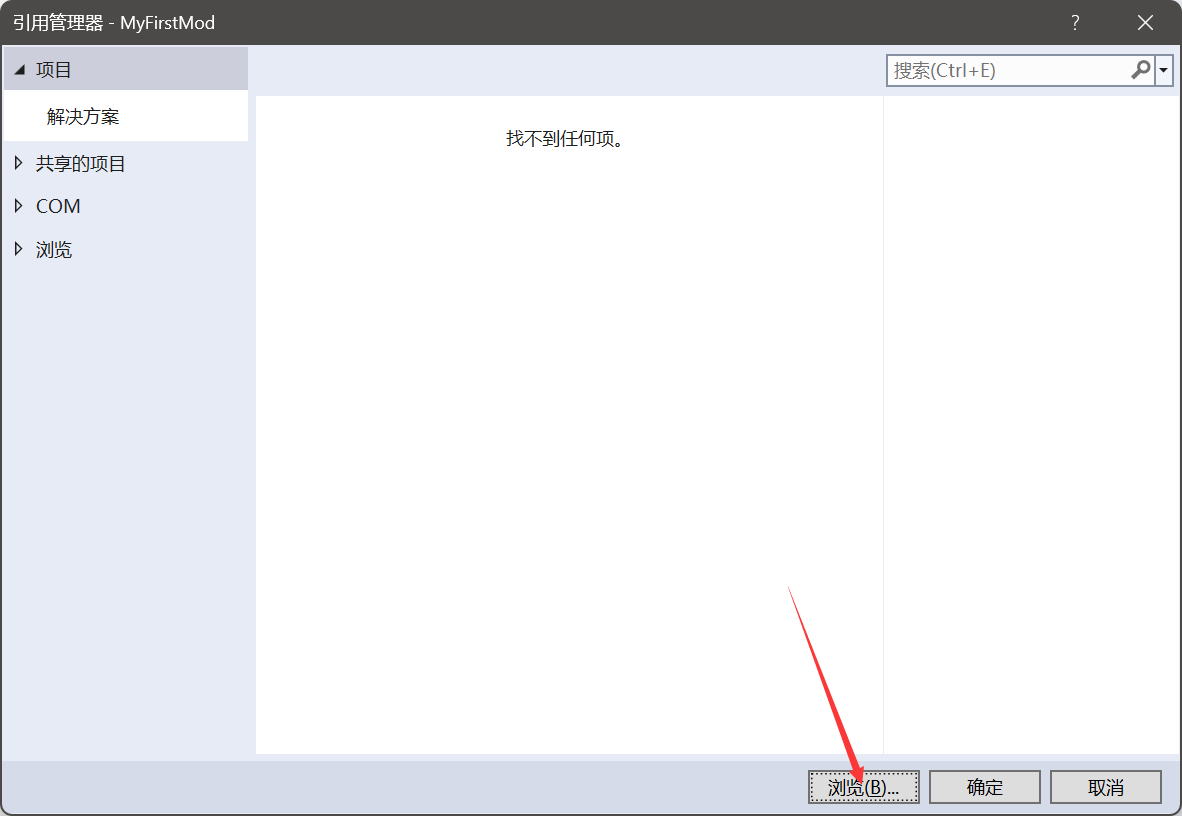 引用管理器 - MyFirstMod
?
项目
搜索(Ctrl+E)
解决方案
找不到任何项。
共享的项目
COM
浏览
浏览(B)...
确定
取消